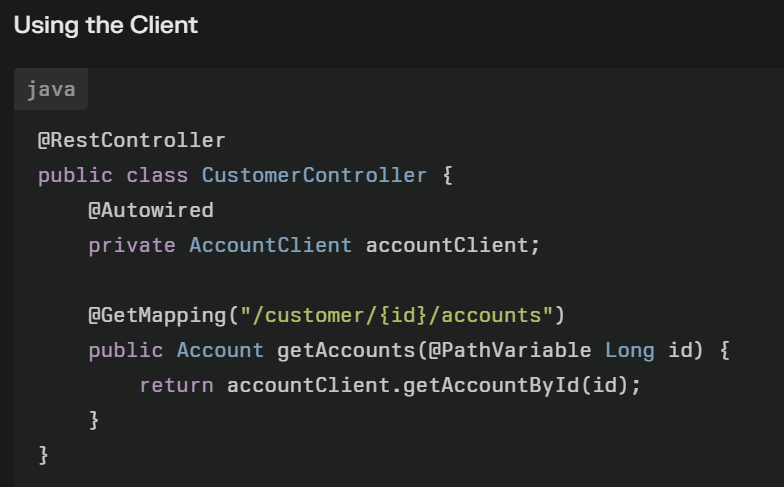 Using the Client
java
@RestController
public class CustomerController {
    @Autowired
    private AccountClient accountClient;

    @GetMapping("/customer/{id}/accounts")
    public Account getAccounts(@PathVariable Long id) {
        return accountClient.getAccountById(id);
    }
}